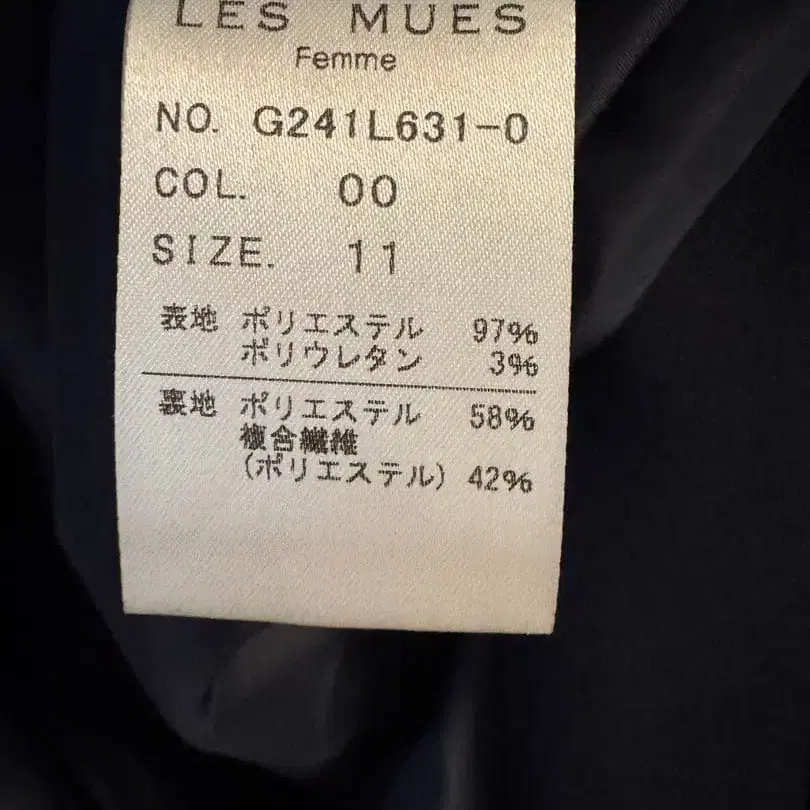 LES MUES
Femme
NO. G241L631-0
COL. 00
SIZE. 11
表地 ポリエステル 97%
ポリウレタン 3%
裏地 ポリエステル 58%
複合繊維
(ポリエステル) 42%